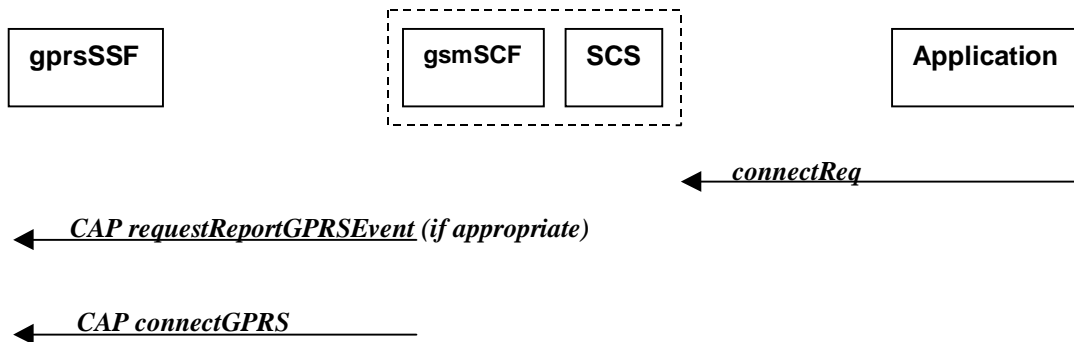 gprsSSF
gsmSCF
SCS
Application
connectReq
CAP requestReportGPRSEvent (if appropriate)
CAP connectGPRS